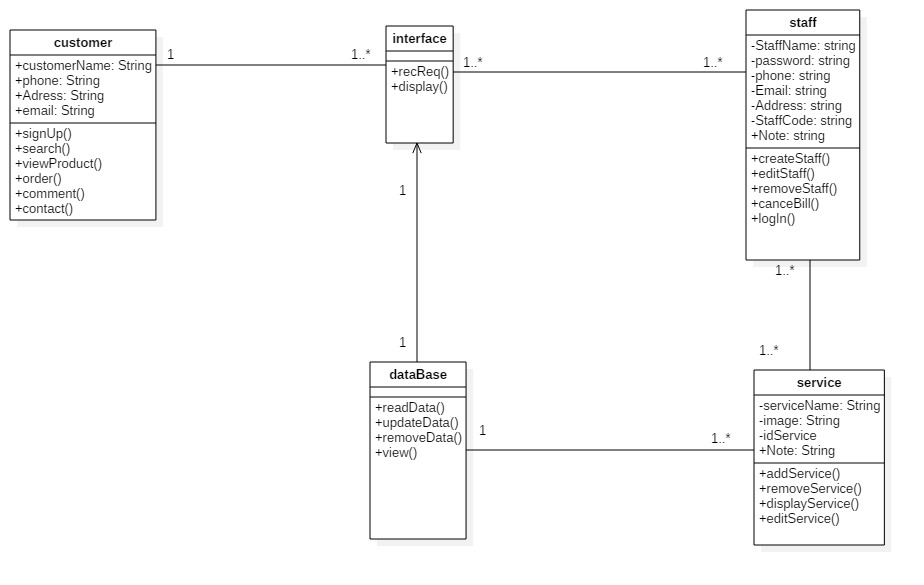 customer
+customerName: String
+phone: String
+Adress: String
+email: String
+signUp()
+search()
+viewProduct()
+order()
+comment()
+contact()
1
1..*
interface
+recReq()
+display()
1..*
1..*
staff
-StaffName: string
-password: string
-phone: string
-Email: string
-Address: string
-StaffCode: string
+Note: string
+createStaff()
+editStaff()
+removeStaff()
+canceBill()
+logIn()
1
1
1..*
1..*
dataBase
+readData()
+updateData()
+removeData()
+view()
1
1..*
service
-serviceName: String
-image: String
-idService
+Note: String
+addService()
+removeService()
+displayService()
+editService()